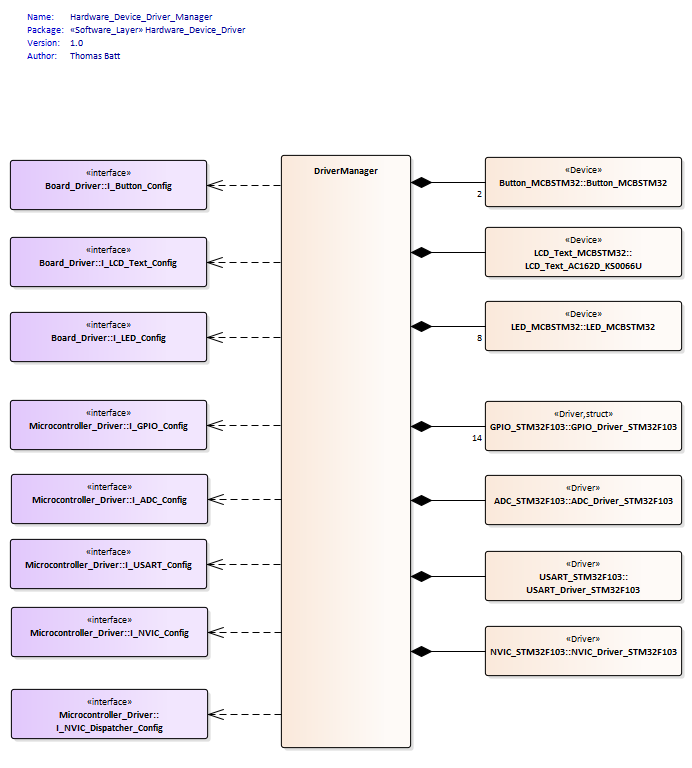 Name: Hardware_Device_Driver_Manager
Package: «Software_Layer» Hardware_Device_Driver
Version: 1.0
Author: Thomas Batt
«interface»
Board_Driver::I_Button_Config
«interface»
Board_Driver::I_LCD_Text_Config
«interface»
Board_Driver::I_LED_Config
«interface»
Microcontroller_Driver::I_GPIO_Config
«interface»
Microcontroller_Driver::I_ADC_Config
«interface»
Microcontroller_Driver::I_USART_Config
«interface»
Microcontroller_Driver::I_NVIC_Config
«interface»
Microcontroller_Driver::
I_NVIC_Dispatcher_Config
DriverManager
«Device»
Button_MCBSTM32::Button_MCBSTM32
2
«Device»
LCD_Text_MCBSTM32::
LCD_Text_AC162D_KS0066U
«Device»
LED_MCBSTM32::LED_MCBSTM32
8
«Driver,struct»
GPIO_STM32F103::GPIO_Driver_STM32F103
14
«Driver»
ADC_STM32F103::ADC_Driver_STM32F103
«Driver»
USART_STM32F103::
USART_Driver_STM32F103
«Driver»
NVIC_STM32F103::NVIC_Driver_STM32F103